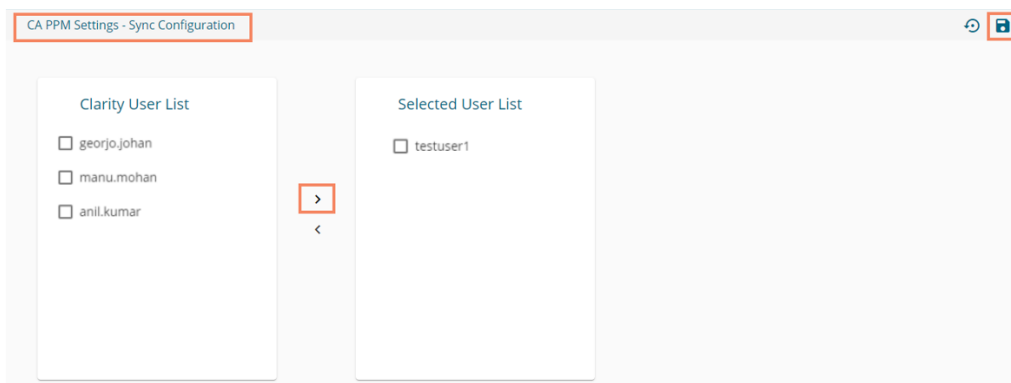 CA PPM Settings - Sync Configuration
Clarity User List
georjo.johan
manu.mohan
anil.kumar
>
<
Selected User List
testuser1